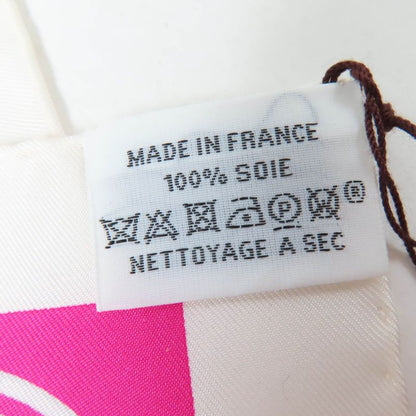 MADE IN FRANCE
100% SOIE
P ®
NETTOYAGE A SEC